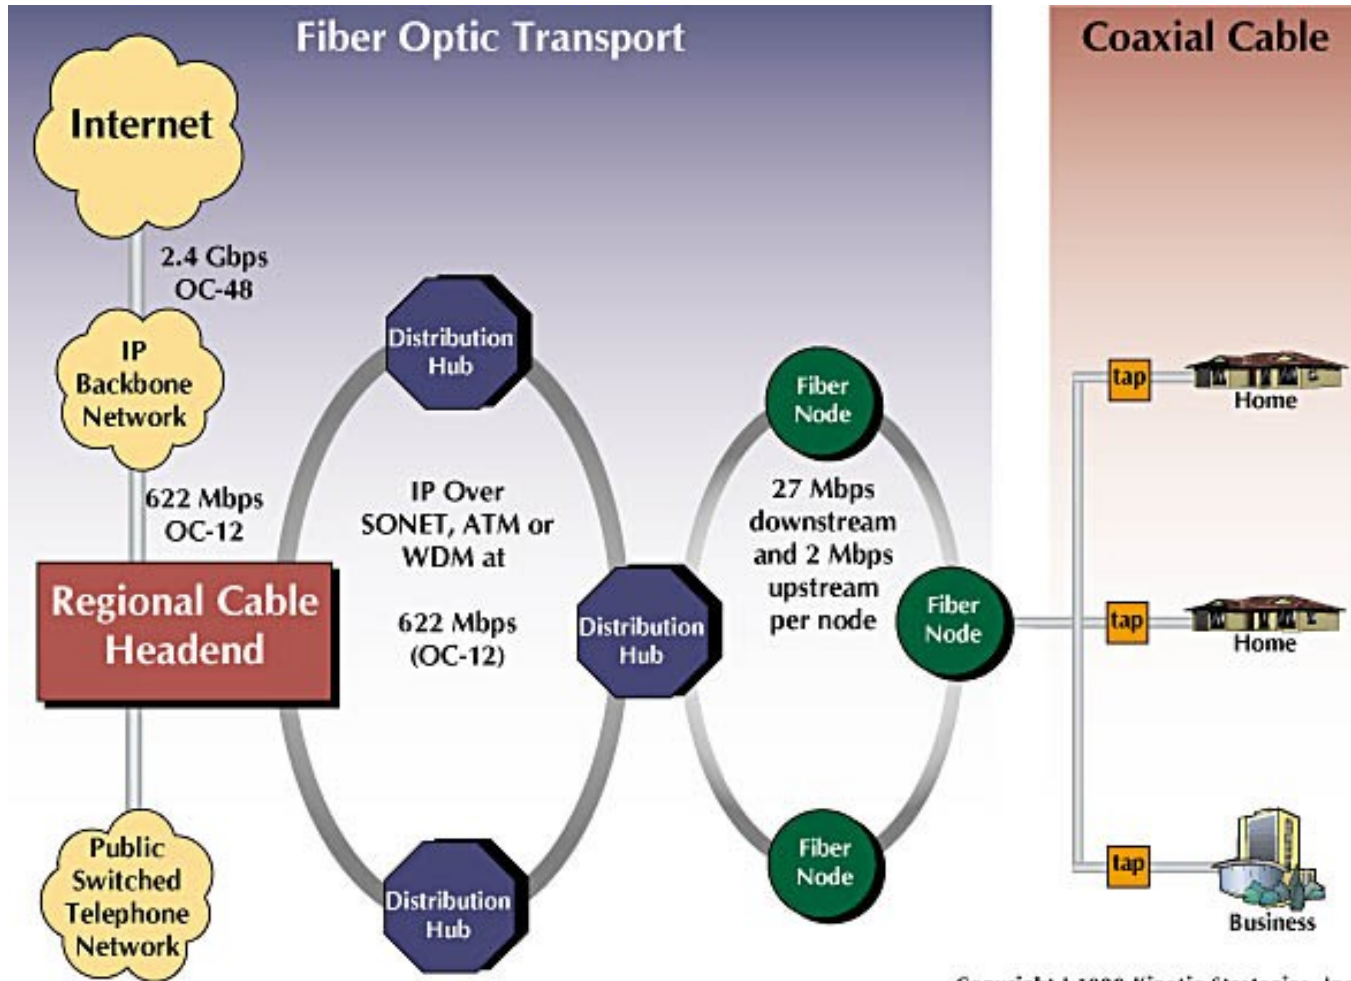 Fiber Optic Transport
Coaxial Cable
Internet
2.4 Gbps
OC-48
IP
Backbone
Network
622 Mbps
OC-12
Regional Cable
Headend
Public
Switched
Telephone
Network
Distribution
Hub
IP Over
SONET, ATM or
WDM at
622 Mbps
(OC-12)
Distribution
Hub
Distribution
Hub
Fiber
Node
27 Mbps
downstream
and 2 Mbps
upstream
per node
Fiber
Node
Fiber
Node
tap
Home
tap
Home
tap
Business